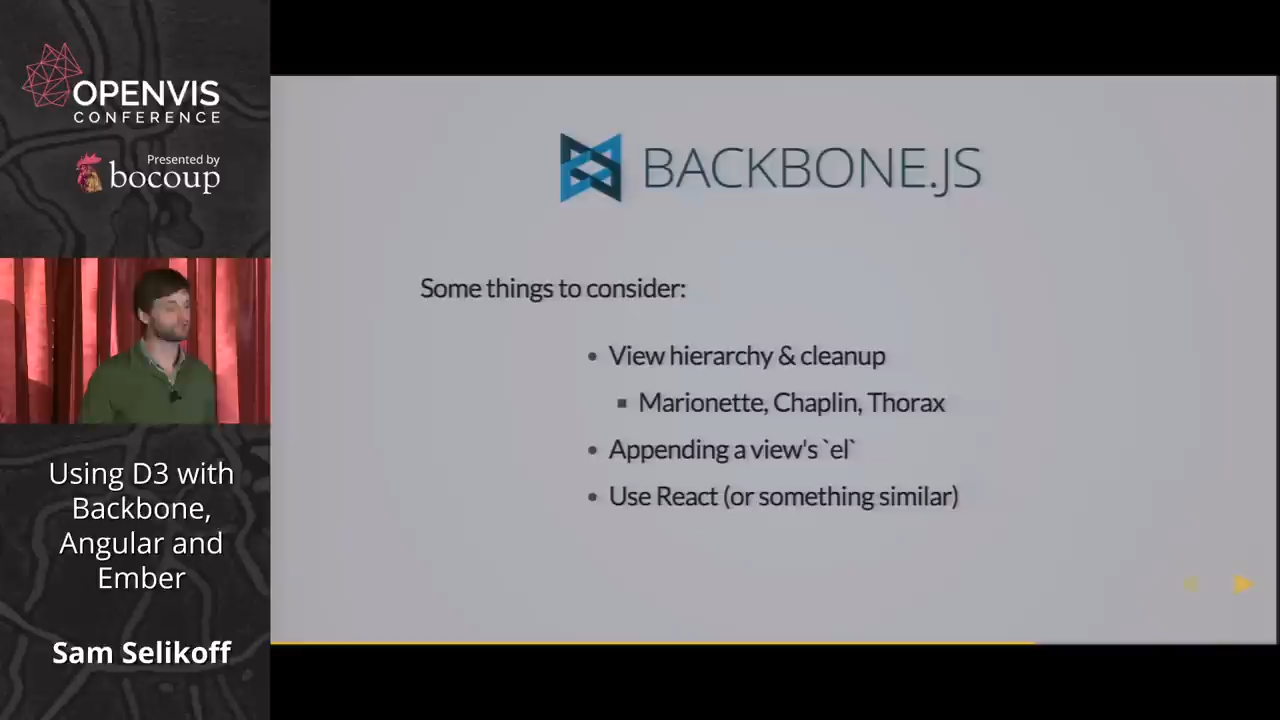 OPENVIS
CONFERENCE
Presented by
bocoup
Using D3 with
Backbone,
Angular and
Ember
Sam Selikoff
BACKBONE.JS
Some things to consider:
View hierarchy & cleanup
Marionette, Chaplin, Thorax
Appending a view's `el`
Use React (or something similar)